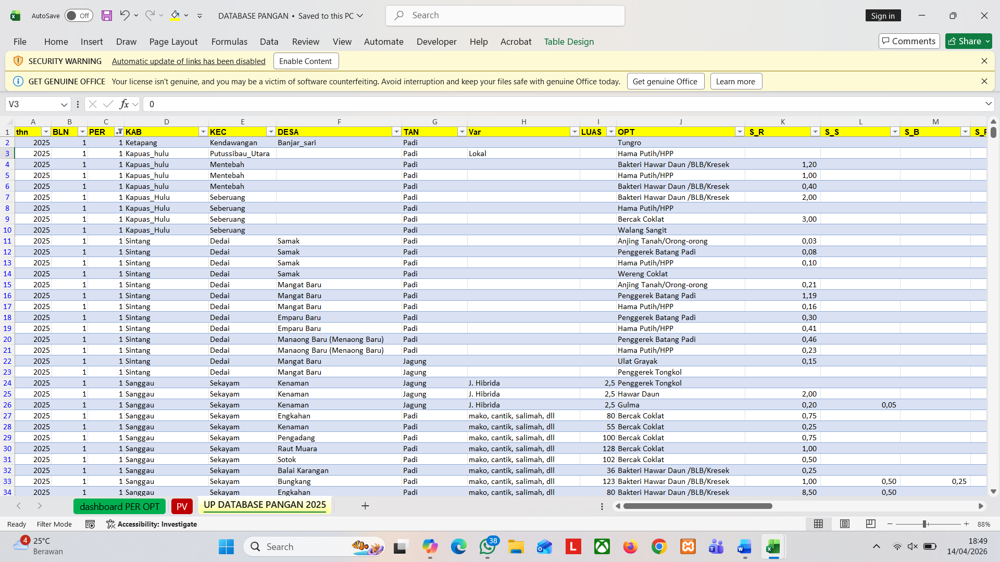 AutoSave Off DATABASE PANGAN • Saved to this PC Search Sign in
File Home Insert Draw Page Layout Formulas Data Review View Automate Developer Help Acrobat Table Design Comments Share
SECURITY WARNING Automatic update of links has been disabled Enable Content
GET GENUINE OFFICE Your license isn't genuine, and you may be a victim of software counterfeiting. Avoid interruption and keep your files safe with genuine Office today. Get genuine Office Learn more
V3 fx 0
A B C D E F G H I J K L M
1 thn BLN PER KAB KEC DESA TAN Var LUAS OPT S_R S_S S_B
2 2025 1 1 Ketapang Kendawangan Banjar_sari Padi Tungro
3 2025 1 1 Kapuas_hulu Putussibau_Utara Padi Lokal Hama Putih/HPP
4 2025 1 1 Kapuas_hulu Mentebah Padi Bakteri Hawar Daun /BLB/Kresek 1,20
5 2025 1 1 Kapuas_hulu Mentebah Padi Hama Putih/HPP 1,00
6 2025 1 1 Kapuas_hulu Mentebah Padi Bakteri Hawar Daun /BLB/Kresek 0,40
7 2025 1 1 Kapuas_Hulu Seberuang Padi Bakteri Hawar Daun /BLB/Kresek 2,00
8 2025 1 1 Kapuas_Hulu Seberuang Padi Hama Putih/HPP
9 2025 1 1 Kapuas_Hulu Seberuang Padi Bercak Coklat 3,00
10 2025 1 1 Kapuas_Hulu Seberuang Padi Walang Sangit
11 2025 1 1 Sintang Dedai Samak Padi Anjing Tanah/Orong-orong 0,03
12 2025 1 1 Sintang Dedai Samak Padi Penggerek Batang Padi 0,08
13 2025 1 1 Sintang Dedai Samak Padi Hama Putih/HPP 0,10
14 2025 1 1 Sintang Dedai Samak Padi Wereng Coklat
15 2025 1 1 Sintang Dedai Mangat Baru Padi Anjing Tanah/Orong-orong 0,21
16 2025 1 1 Sintang Dedai Mangat Baru Padi Penggerek Batang Padi 1,19
17 2025 1 1 Sintang Dedai Mangat Baru Padi Hama Putih/HPP 0,16
18 2025 1 1 Sintang Dedai Emparu Baru Padi Penggerek Batang Padi 0,30
19 2025 1 1 Sintang Dedai Emparu Baru Padi Hama Putih/HPP 0,41
20 2025 1 1 Sintang Dedai Manaong Baru (Menaong Baru) Padi Penggerek Batang Padi 0,46
21 2025 1 1 Sintang Dedai Manaong Baru (Menaong Baru) Padi Hama Putih/HPP 0,23
22 2025 1 1 Sintang Dedai Mangat Baru Jagung Ulat Grayak 0,15
23 2025 1 1 Sintang Dedai Mangat Baru Jagung Penggerek Tongkol
24 2025 1 1 Sanggau Sekayam Kenaman Jagung J. Hibrida 2,5 Penggerek Tongkol
25 2025 1 1 Sanggau Sekayam Kenaman Jagung J. Hibrida 2,5 Hawar Daun 2,00
26 2025 1 1 Sanggau Sekayam Kenaman Jagung J. Hibrida 2,5 Gulma 0,20 0,05
27 2025 1 1 Sanggau Sekayam Engkahan Padi mako, cantik, salimah, dll 80 Bercak Coklat 0,75
28 2025 1 1 Sanggau Sekayam Kenaman Padi mako, cantik, salimah, dll 55 Bercak Coklat 0,25
29 2025 1 1 Sanggau Sekayam Pengadang Padi mako, cantik, salimah, dll 100 Bercak Coklat 0,75
30 2025 1 1 Sanggau Sekayam Raut Muara Padi mako, cantik, salimah, dll 128 Bercak Coklat 1,00
31 2025 1 1 Sanggau Sekayam Sotok Padi mako, cantik, salimah, dll 102 Bercak Coklat 0,50
32 2025 1 1 Sanggau Sekayam Balai Karangan Padi mako, cantik, salimah, dll 36 Bakteri Hawar Daun /BLB/Kresek 0,25
33 2025 1 1 Sanggau Sekayam Bungkang Padi mako, cantik, salimah, dll 123 Bakteri Hawar Daun /BLB/Kresek 1,00 0,50 0,25
34 2025 1 1 Sanggau Sekayam Engkahan Padi mako, cantik, salimah, dll 80 Bakteri Hawar Daun /BLB/Kresek 8,50 0,50
dashboard PER OPT PV UP DATABASE PANGAN 2025
Ready Filter Mode Accessibility: Investigate 88%
4 25°C Search 38 18:49
Berawan 14/04/2026